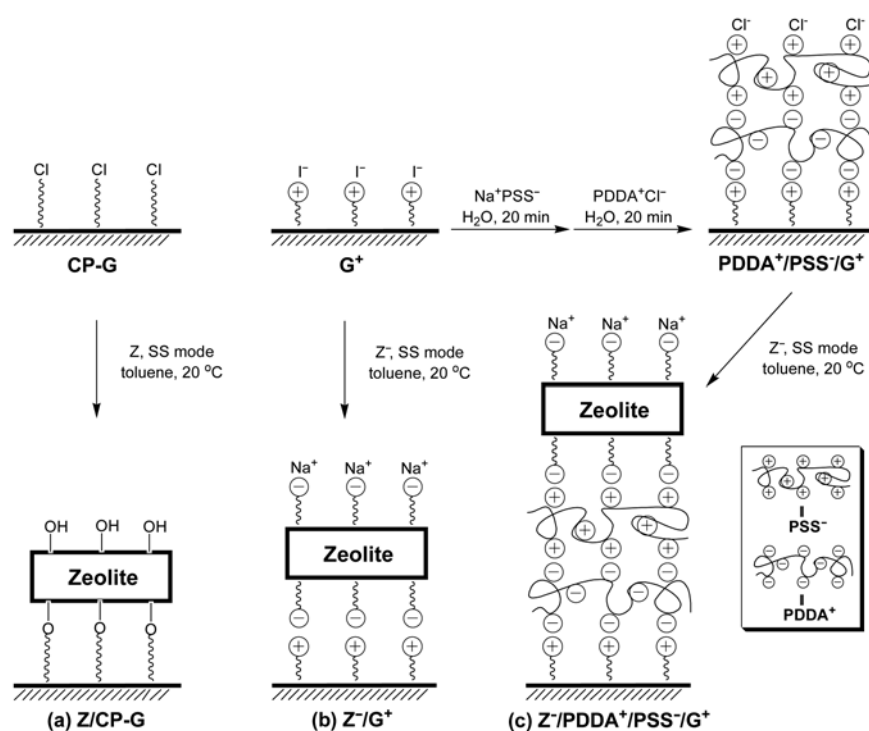 Cl⁻ Cl⁻ Cl⁻
+ + +
+ +
+ + +
− − −
− −
− − −
+ + +
PDDA⁺/PSS⁻/G⁺
Cl Cl Cl
CP-G
I⁻ I⁻ I⁻
+ + +
G⁺
Na⁺PSS⁻
H₂O, 20 min
PDDA⁺Cl⁻
H₂O, 20 min
Z, SS mode
toluene, 20 °C
Z⁻, SS mode
toluene, 20 °C
Z⁻, SS mode
toluene, 20 °C
OH OH OH
Zeolite
O O O
(a) Z/CP-G
Na⁺ Na⁺ Na⁺
− − −
Zeolite
− − −
+ + +
(b) Z⁻/G⁺
Na⁺ Na⁺ Na⁺
− − −
Zeolite
− − −
+ + +
+ +
+ + +
− − −
− −
− − −
+ + +
(c) Z⁻/PDDA⁺/PSS⁻/G⁺
+ + +
+ +
+ +
PSS⁻
− − −
− −
− −
PDDA⁺